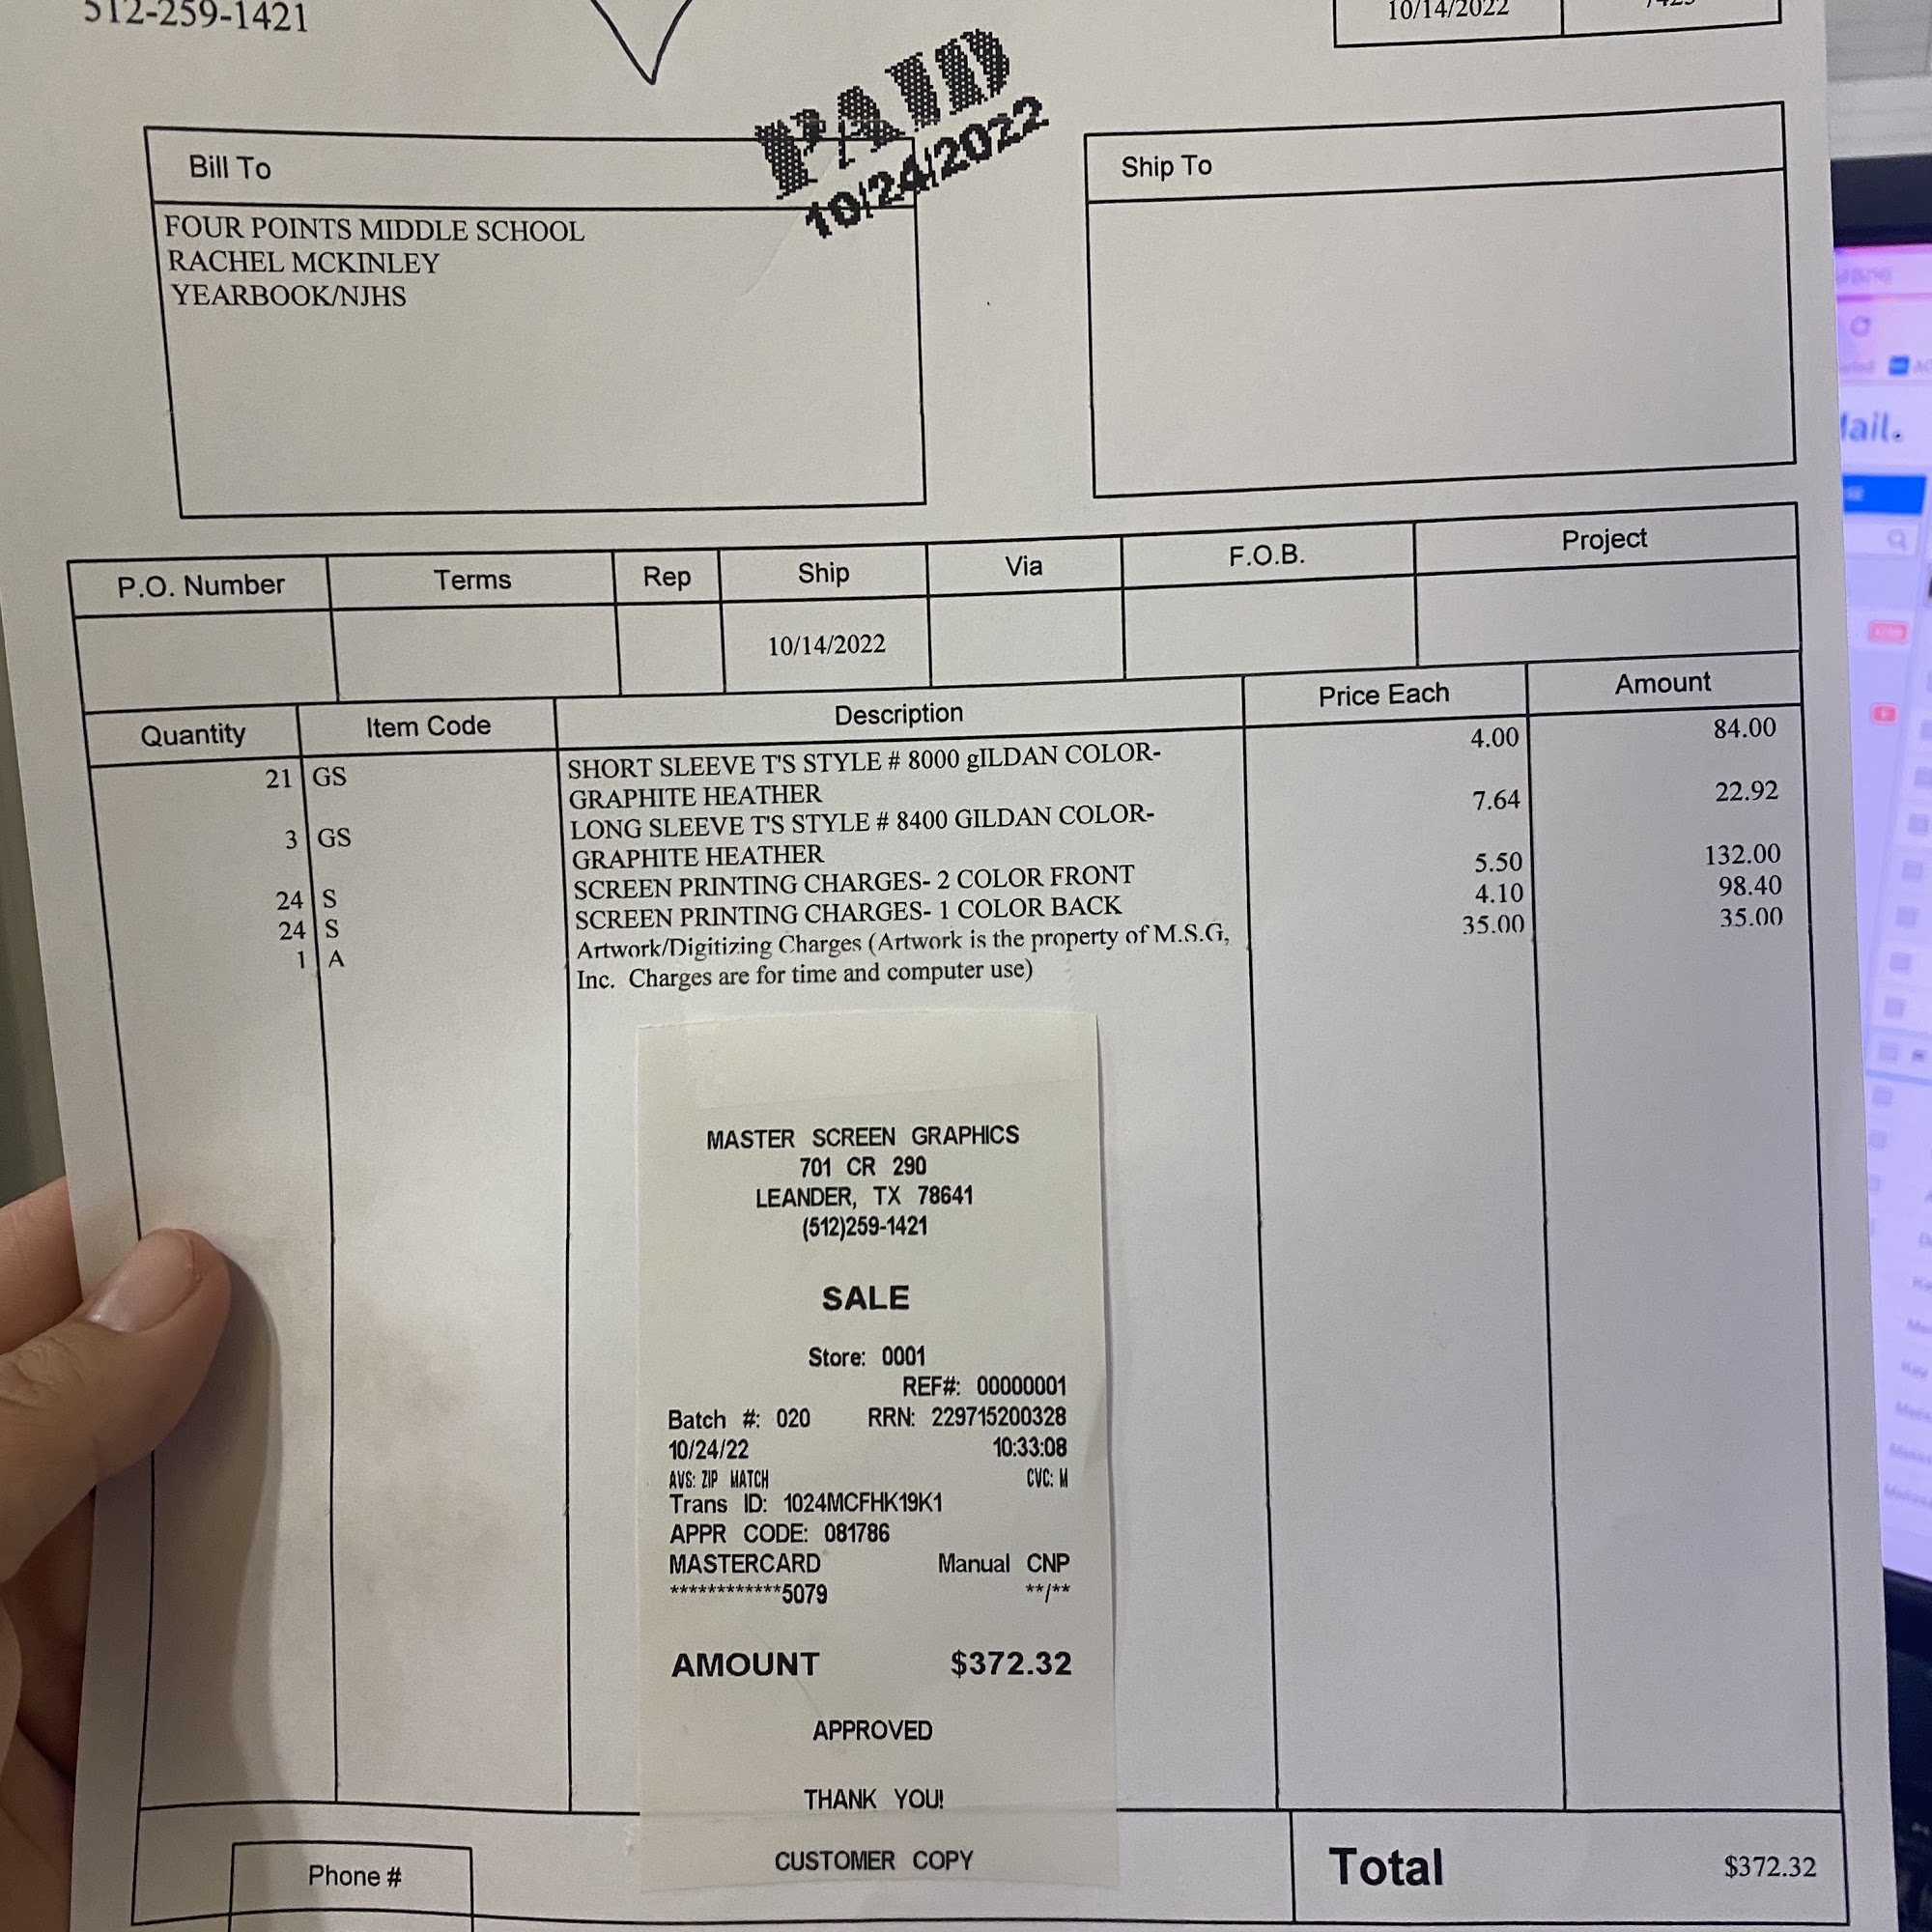 512-259-1421
10/14/2022
PAID
10/24/2022
Bill To
Ship To
FOUR POINTS MIDDLE SCHOOL
RACHEL MCKINLEY
YEARBOOK/NJHS
P.O. Number Terms Rep Ship Via F.O.B. Project
10/14/2022
Quantity Item Code Description Price Each Amount
21 GS SHORT SLEEVE T'S STYLE # 8000 gILDAN COLOR- 4.00 84.00
GRAPHITE HEATHER
3 GS LONG SLEEVE T'S STYLE # 8400 GILDAN COLOR- 7.64 22.92
GRAPHITE HEATHER
24 S SCREEN PRINTING CHARGES- 2 COLOR FRONT 5.50 132.00
24 S SCREEN PRINTING CHARGES- 1 COLOR BACK 4.10 98.40
1 A Artwork/Digitizing Charges (Artwork is the property of M.S.G, 35.00 35.00
Inc. Charges are for time and computer use)
MASTER SCREEN GRAPHICS
701 CR 290
LEANDER, TX 78641
(512)259-1421
SALE
Store: 0001
REF#: 00000001
Batch #: 020 RRN: 229715200328
10/24/22 10:33:08
AVS: ZIP MATCH CVC: M
Trans ID: 1024MCFHK19K1
APPR CODE: 081786
MASTERCARD Manual CNP
************5079 **/**
AMOUNT $372.32
APPROVED
THANK YOU!
CUSTOMER COPY
Phone #
Total $372.32